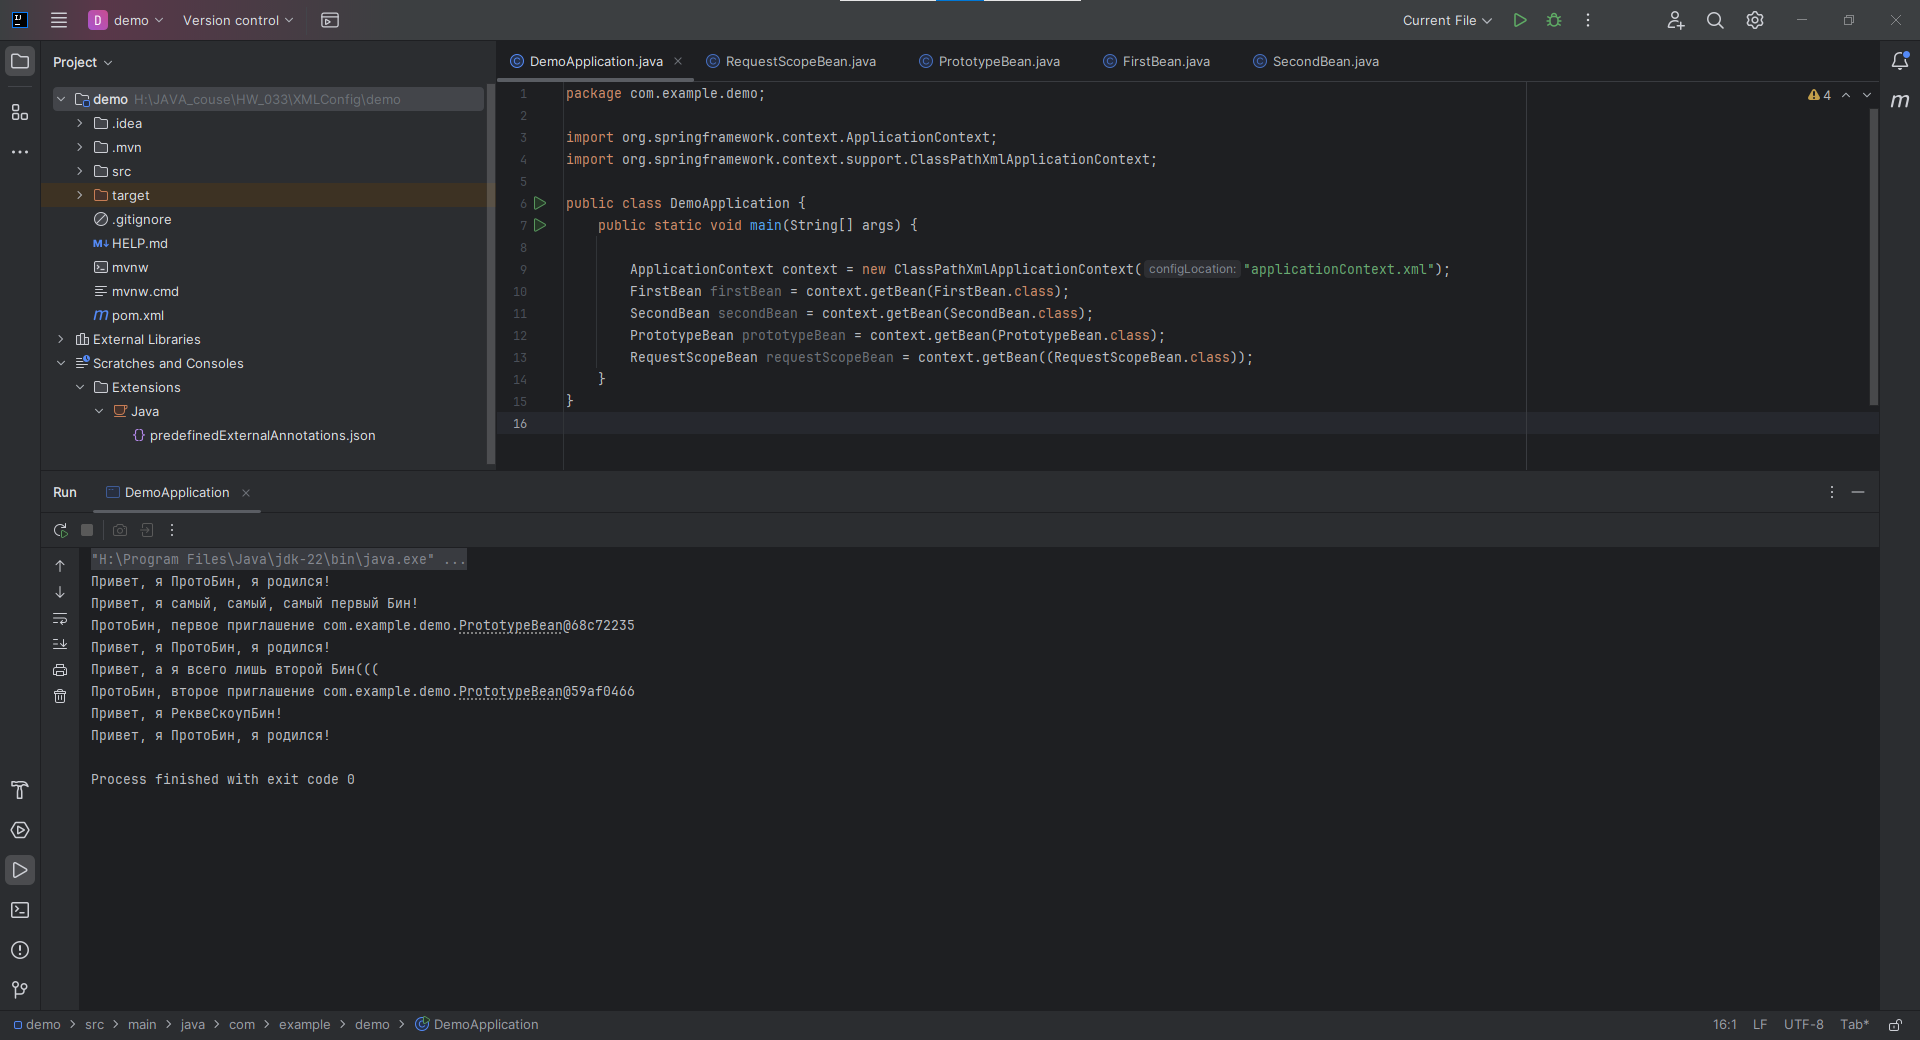 D demo Version control Current File
Project
demo H:\JAVA_couse\HW_033\XMLConfig\demo
.idea
.mvn
src
target
.gitignore
M↓ HELP.md
mvnw
mvnw.cmd
m pom.xml
External Libraries
Scratches and Consoles
Extensions
Java
{} predefinedExternalAnnotations.json
DemoApplication.java RequestScopeBean.java PrototypeBean.java FirstBean.java SecondBean.java
4
1 package com.example.demo;
2
3 import org.springframework.context.ApplicationContext;
4 import org.springframework.context.support.ClassPathXmlApplicationContext;
5
6 public class DemoApplication {
7 public static void main(String[] args) {
8
9 ApplicationContext context = new ClassPathXmlApplicationContext( configLocation: "applicationContext.xml");
10 FirstBean firstBean = context.getBean(FirstBean.class);
11 SecondBean secondBean = context.getBean(SecondBean.class);
12 PrototypeBean prototypeBean = context.getBean(PrototypeBean.class);
13 RequestScopeBean requestScopeBean = context.getBean((RequestScopeBean.class));
14 }
15 }
16
m
Run DemoApplication
"H:\Program Files\Java\jdk-22\bin\java.exe" ...
Привет, я ПротоБин, я родился!
Привет, я самый, самый, самый первый Бин!
ПротоБин, первое приглашение com.example.demo.PrototypeBean@68c72235
Привет, я ПротоБин, я родился!
Привет, а я всего лишь второй Бин(((
ПротоБин, второе приглашение com.example.demo.PrototypeBean@59af0466
Привет, я РеквеСкоупБин!
Привет, я ПротоБин, я родился!
Process finished with exit code 0
demo > src > main > java > com > example > demo > DemoApplication
16:1 LF UTF-8 Tab*